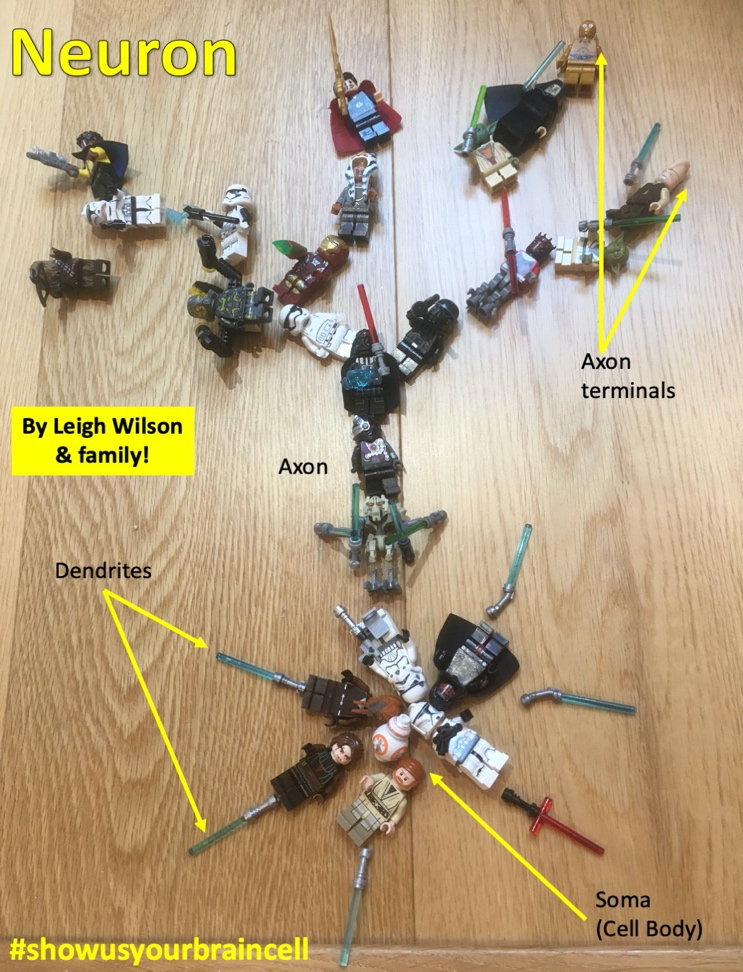 Neuron
Axon
terminals
By Leigh Wilson
& family!
Axon
Dendrites
Soma
(Cell Body)
#showusyourbraincell